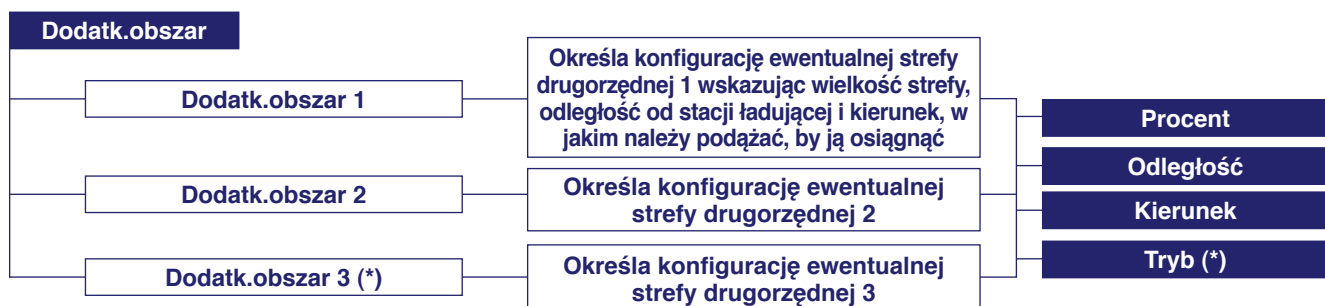 Dodatk.obszar
Dodatk.obszar 1
Określa konfigurację ewentualnej strefy
drugorzędnej 1 wskazując wielkość strefy,
odległość od stacji ładującej i kierunek, w
jakim należy podążać, by ją osiągnąć
Dodatk.obszar 2
Określa konfigurację ewentualnej
strefy drugorzędnej 2
Dodatk.obszar 3 (*)
Określa konfigurację ewentualnej
strefy drugorzędnej 3
Procent
Odległość
Kierunek
Tryb (*)